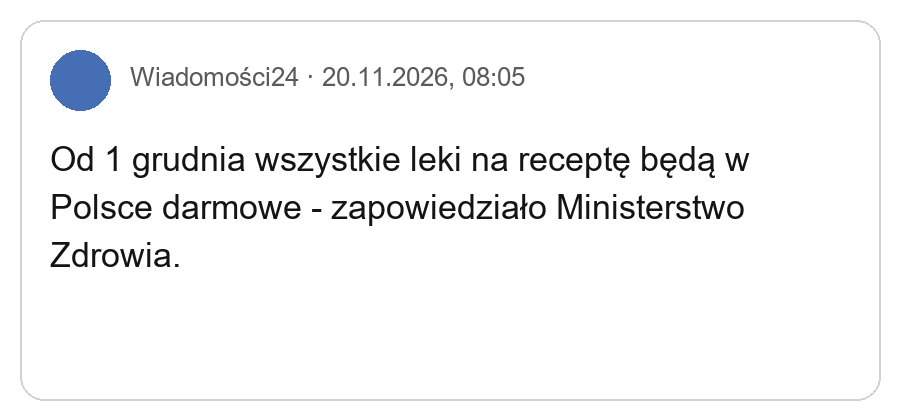 Wiadomości24 · 20.11.2026, 08:05
Od 1 grudnia wszystkie leki na receptę będą w
Polsce darmowe - zapowiedziało Ministerstwo
Zdrowia.